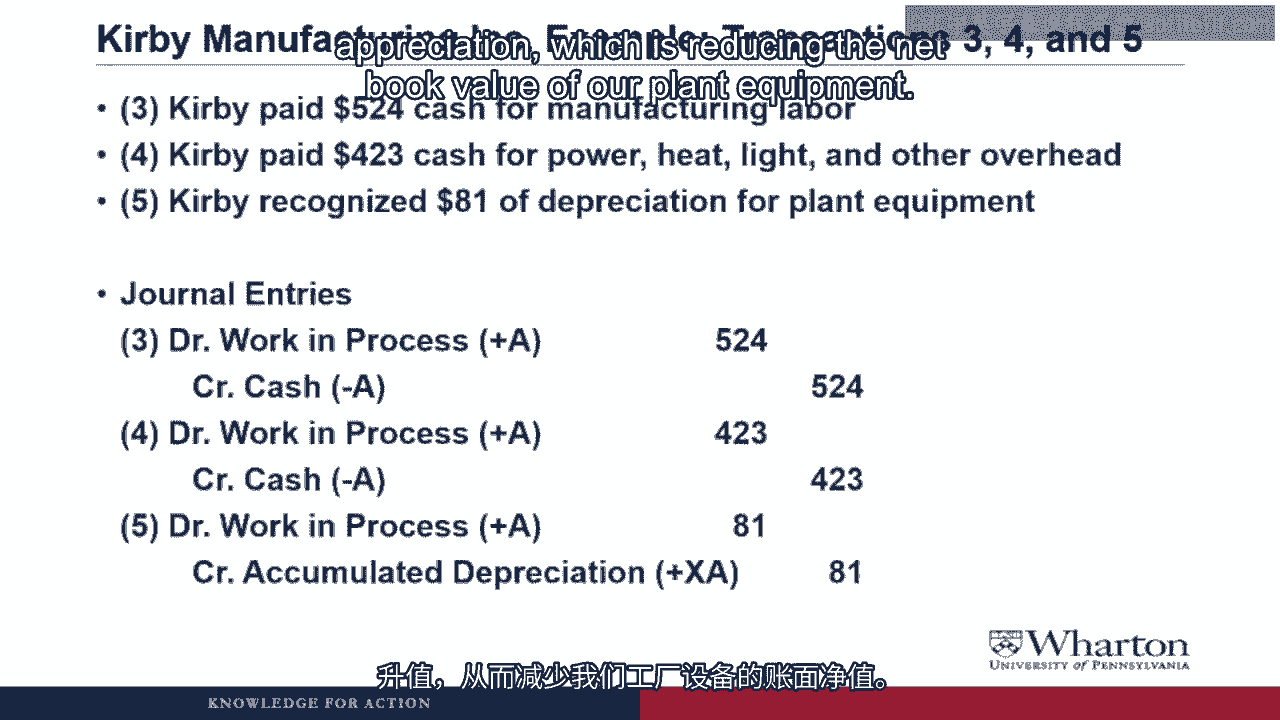 Kirby Manufacturing Inc. Example: Transactions 3, 4, and 5
appreciation, which is reducing the net
book value of our plant equipment.
• (3) Kirby paid $524 cash for manufacturing labor
• (4) Kirby paid $423 cash for power, heat, light, and other overhead
• (5) Kirby recognized $81 of depreciation for plant equipment
• Journal Entries
(3) Dr. Work in Process (+A) 524
Cr. Cash (-A) 524
(4) Dr. Work in Process (+A) 423
Cr. Cash (-A) 423
(5) Dr. Work in Process (+A) 81
Cr. Accumulated Depreciation (+XA) 81
Wharton
UNIVERSITY of PENNSYLVANIA
升值，从而减少我们工厂设备的账面净值。
KNOWLEDGE FOR ACTION